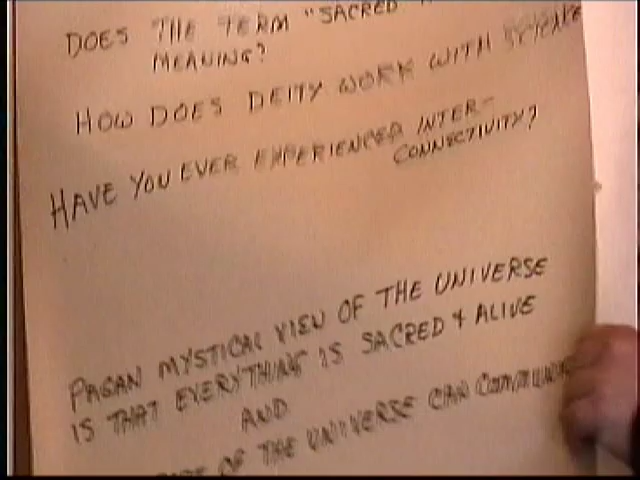 DOES THE TERM "SACRED
MEANING?
HOW DOES DEITY WORK WITH SCIENCE
HAVE YOU EVER EXPERIENCED INTER-
CONNECTIVITY?
PAGAN MYSTICAL VIEW OF THE UNIVERSE
IS THAT EVERYTHING IS SACRED & ALIVE
AND
OF THE UNIVERSE CAN